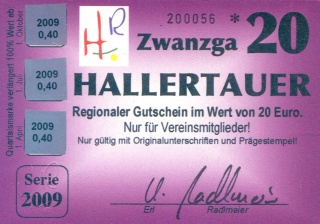 Quartalsmarke verlängert 100% Wert ab
1. Oktober
2009
0,40
1. Juli
2009
0,40
1. April
2009
0,40
Serie
2009
H R
200056 *
Zwanzga 20
HALLERTAUER
Regionaler Gutschein im Wert von 20 Euro.
Nur für Vereinsmitglieder!
Nur gültig mit Originalunterschriften und Prägestempel!
Erl Radlmaier